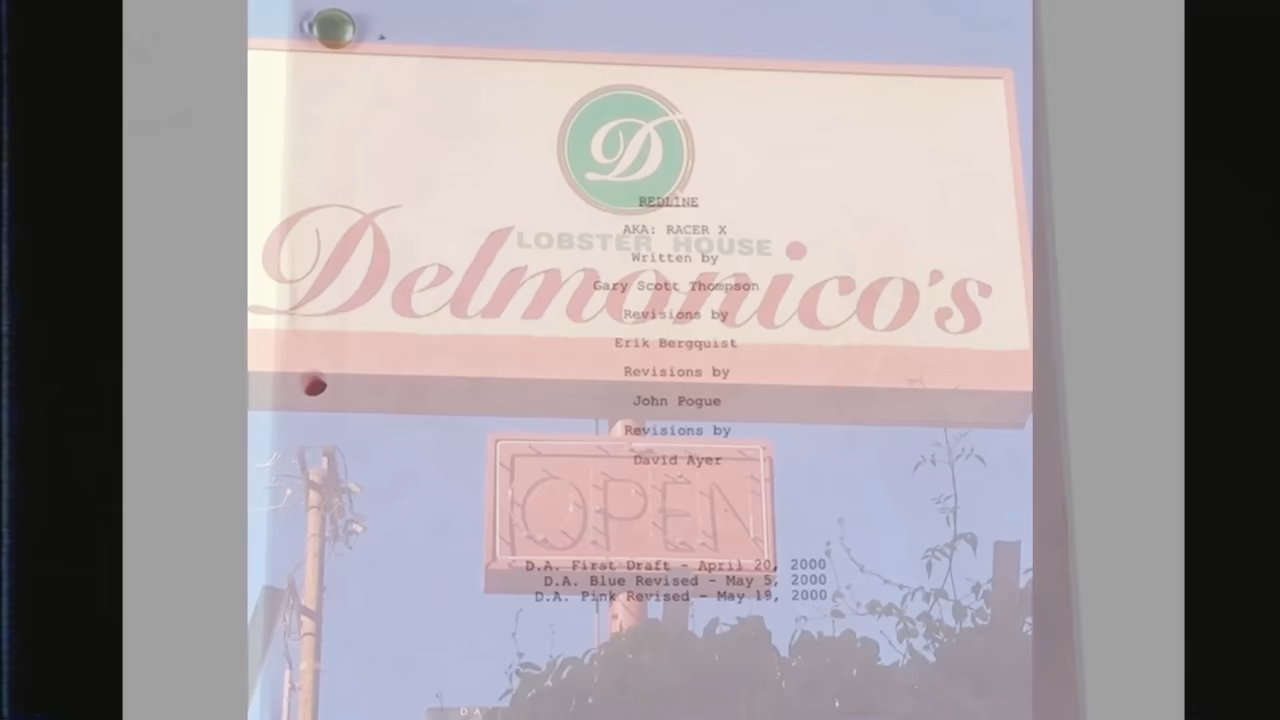 D
REDLINE
AKA: RACER X
LOBSTER HOUSE
Written by
Delmonico's
Gary Scott Thompson
Revisions by
Erik Bergquist
Revisions by
John Pogue
Revisions by
David Ayer
OPEN
D.A. First Draft - April 20, 2000
D.A. Blue Revised - May 5, 2000
D.A. Pink Revised - May 19, 2000